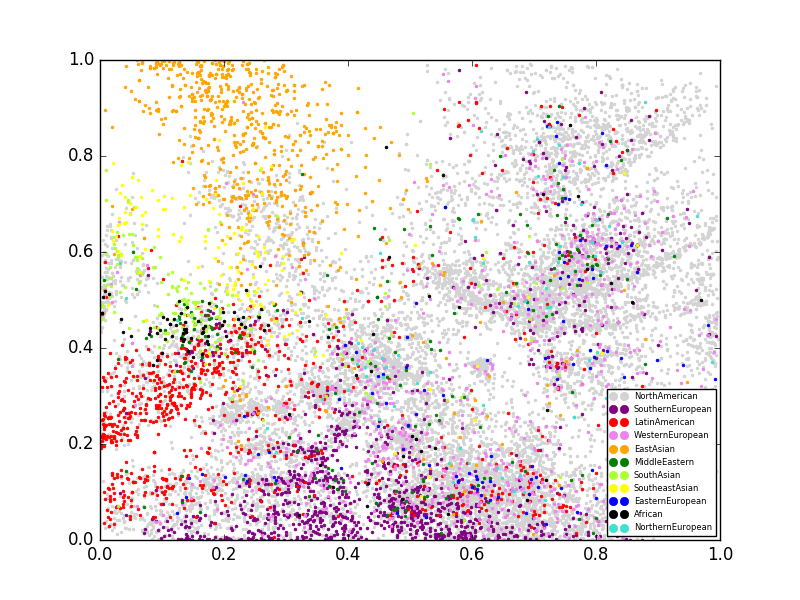 1.0
0.8
0.6
0.4
0.2
0.0
0.0 0.2 0.4 0.6 0.8 1.0
NorthAmerican
SouthernEuropean
LatinAmerican
WesternEuropean
EastAsian
MiddleEastern
SouthAsian
SoutheastAsian
EasternEuropean
African
NorthernEuropean